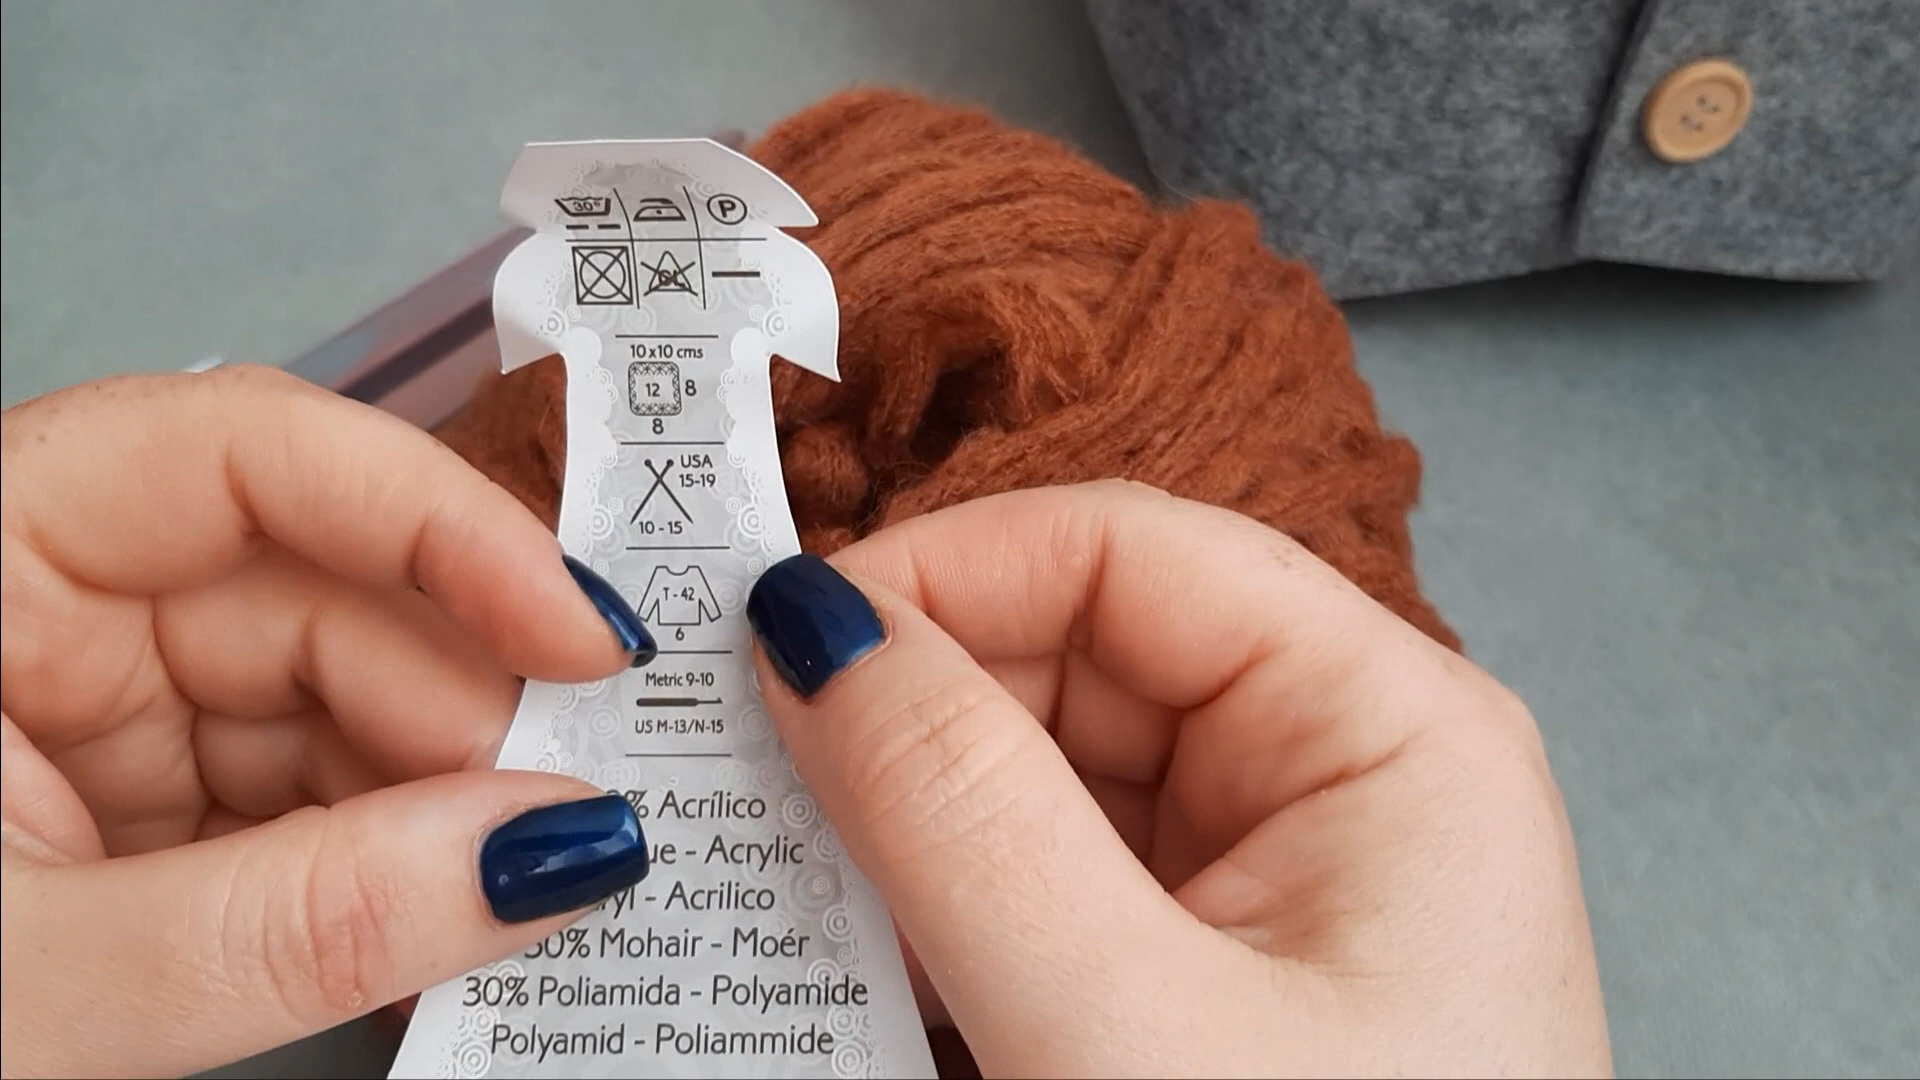 30°
P
CL
10x10 cms
12 8
8
USA
15-19
10 - 15
T - 42
6
Metric 9-10
US M-13/N-15
% Acrílico
- Acrylic
- Acrilico
30% Mohair - Moér
30% Poliamida - Polyamide
Polyamid - Poliammide